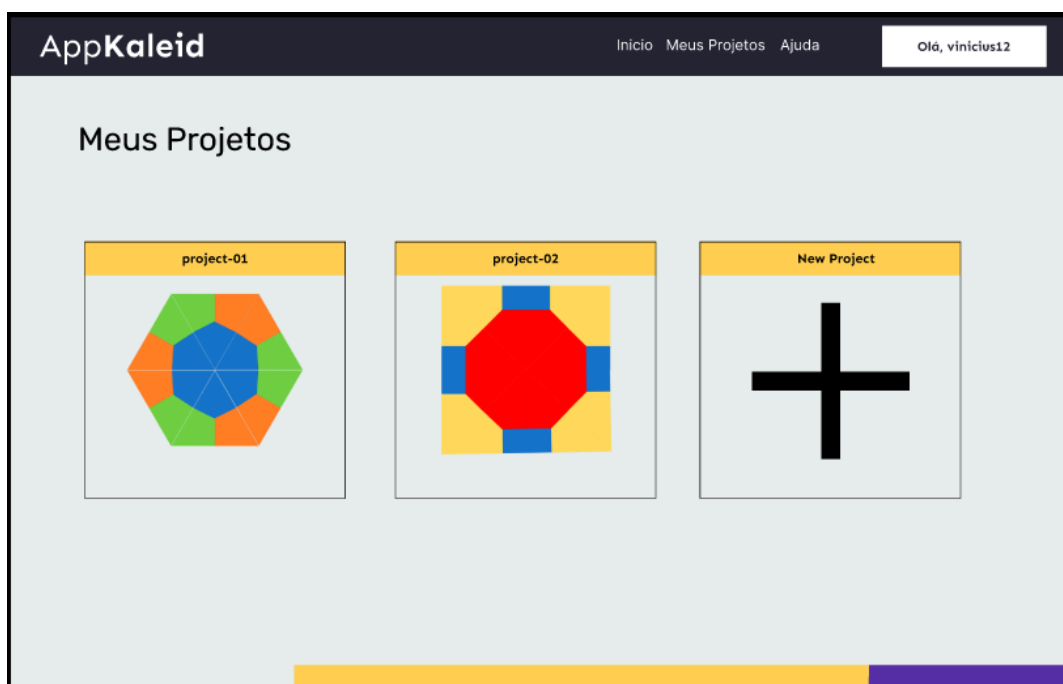 AppKaleid
Inicio Meus Projetos Ajuda
Olá, vinicius12
Meus Projetos
project-01
project-02
New Project